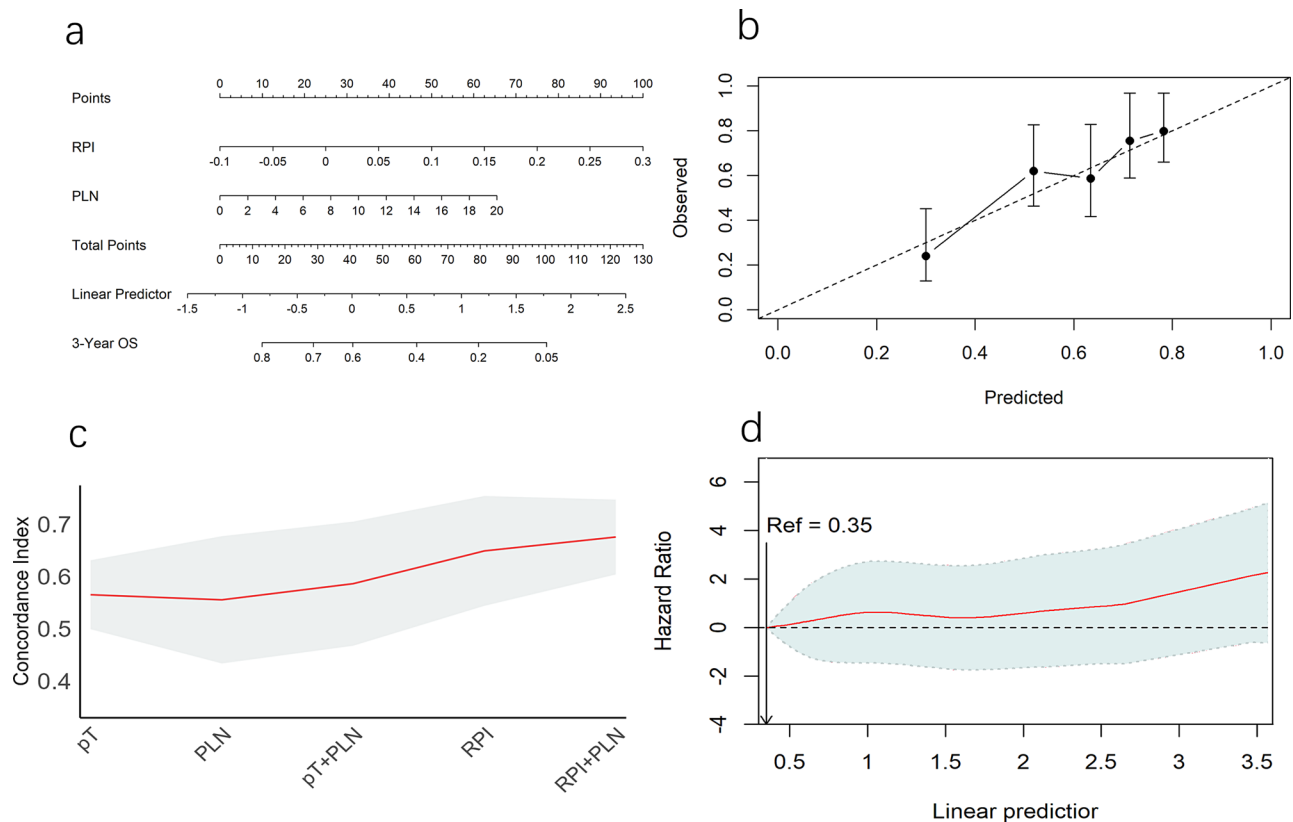 a
0 10 20 30 40 50 60 70 80 90 100
Points
RPI
-0.1 -0.05 0 0.05 0.1 0.15 0.2 0.25 0.3
PLN
0 2 4 6 8 10 12 14 16 18 20
Total Points
0 10 20 30 40 50 60 70 80 90 100 110 120 130
Linear Predictor
-1.5 -1 -0.5 0 0.5 1 1.5 2 2.5
3-Year OS
0.8 0.7 0.6 0.4 0.2 0.05
b
Observed
1.0
0.8
0.6
0.4
0.2
0.0
0.0 0.2 0.4 0.6 0.8 1.0
Predicted
c
Concordance Index
0.7
0.6
0.5
0.4
pT PLN pT+PLN RPI RPI+PLN
d
Hazard Ratio
6
4
2
0
-2
-4
Ref = 0.35
0.5 1 1.5 2 2.5 3 3.5
Linear predictior